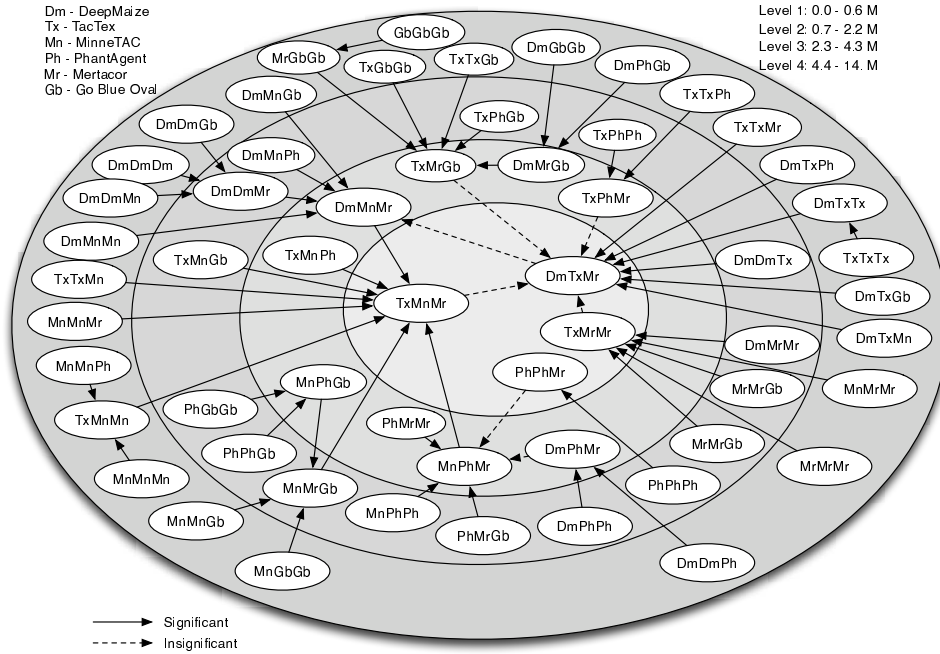 Dm - DeepMaize
Tx - TacTex
Mn - MinneTAC
Ph - PhantAgent
Mr - Mertacor
Gb - Go Blue Oval
Level 1: 0.0 - 0.6 M
Level 2: 0.7 - 2.2 M
Level 3: 2.3 - 4.3 M
Level 4: 4.4 - 14. M
GbGbGb
MrGbGb
TxGbGb
TxTxGb
DmGbGb
DmPhGb
TxTxPh
DmMnGb
TxPhGb
DmDmGb
TxPhPh
TxTxMr
DmMnPh
DmDmDm
TxMrGb
DmMrGb
DmTxPh
DmDmMn
DmDmMr
TxPhMr
DmMnMr
DmTxTx
DmMnMn
TxMnGb
TxMnPh
DmDmTx
TxTxTx
TxTxMn
DmTxMr
DmTxGb
TxMnMr
MnMnMr
TxMrMr
DmTxMn
DmMrMr
MnMnPh
PhPhMr
MnPhGb
MrMrGb
MnMrMr
PhGbGb
TxMnMn
PhMrMr
MrMrGb
PhPhGb
DmPhMr
MnPhMr
MrMrMr
MnMnMn
MnMrGb
PhPhPh
MnPhPh
MnMnGb
DmPhPh
PhMrGb
DmDmPh
MnGbGb
Significant
Insignificant